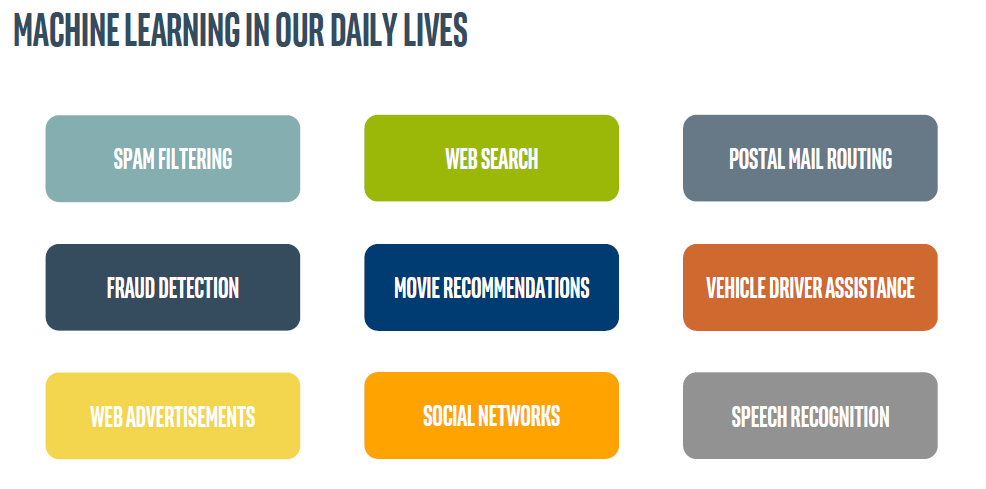 MACHINE LEARNING IN OUR DAILY LIVES
SPAM FILTERING
WEB SEARCH
POSTAL MAIL ROUTING
FRAUD DETECTION
MOVIE RECOMMENDATIONS
VEHICLE DRIVER ASSISTANCE
WEB ADVERTISEMENTS
SOCIAL NETWORKS
SPEECH RECOGNITION